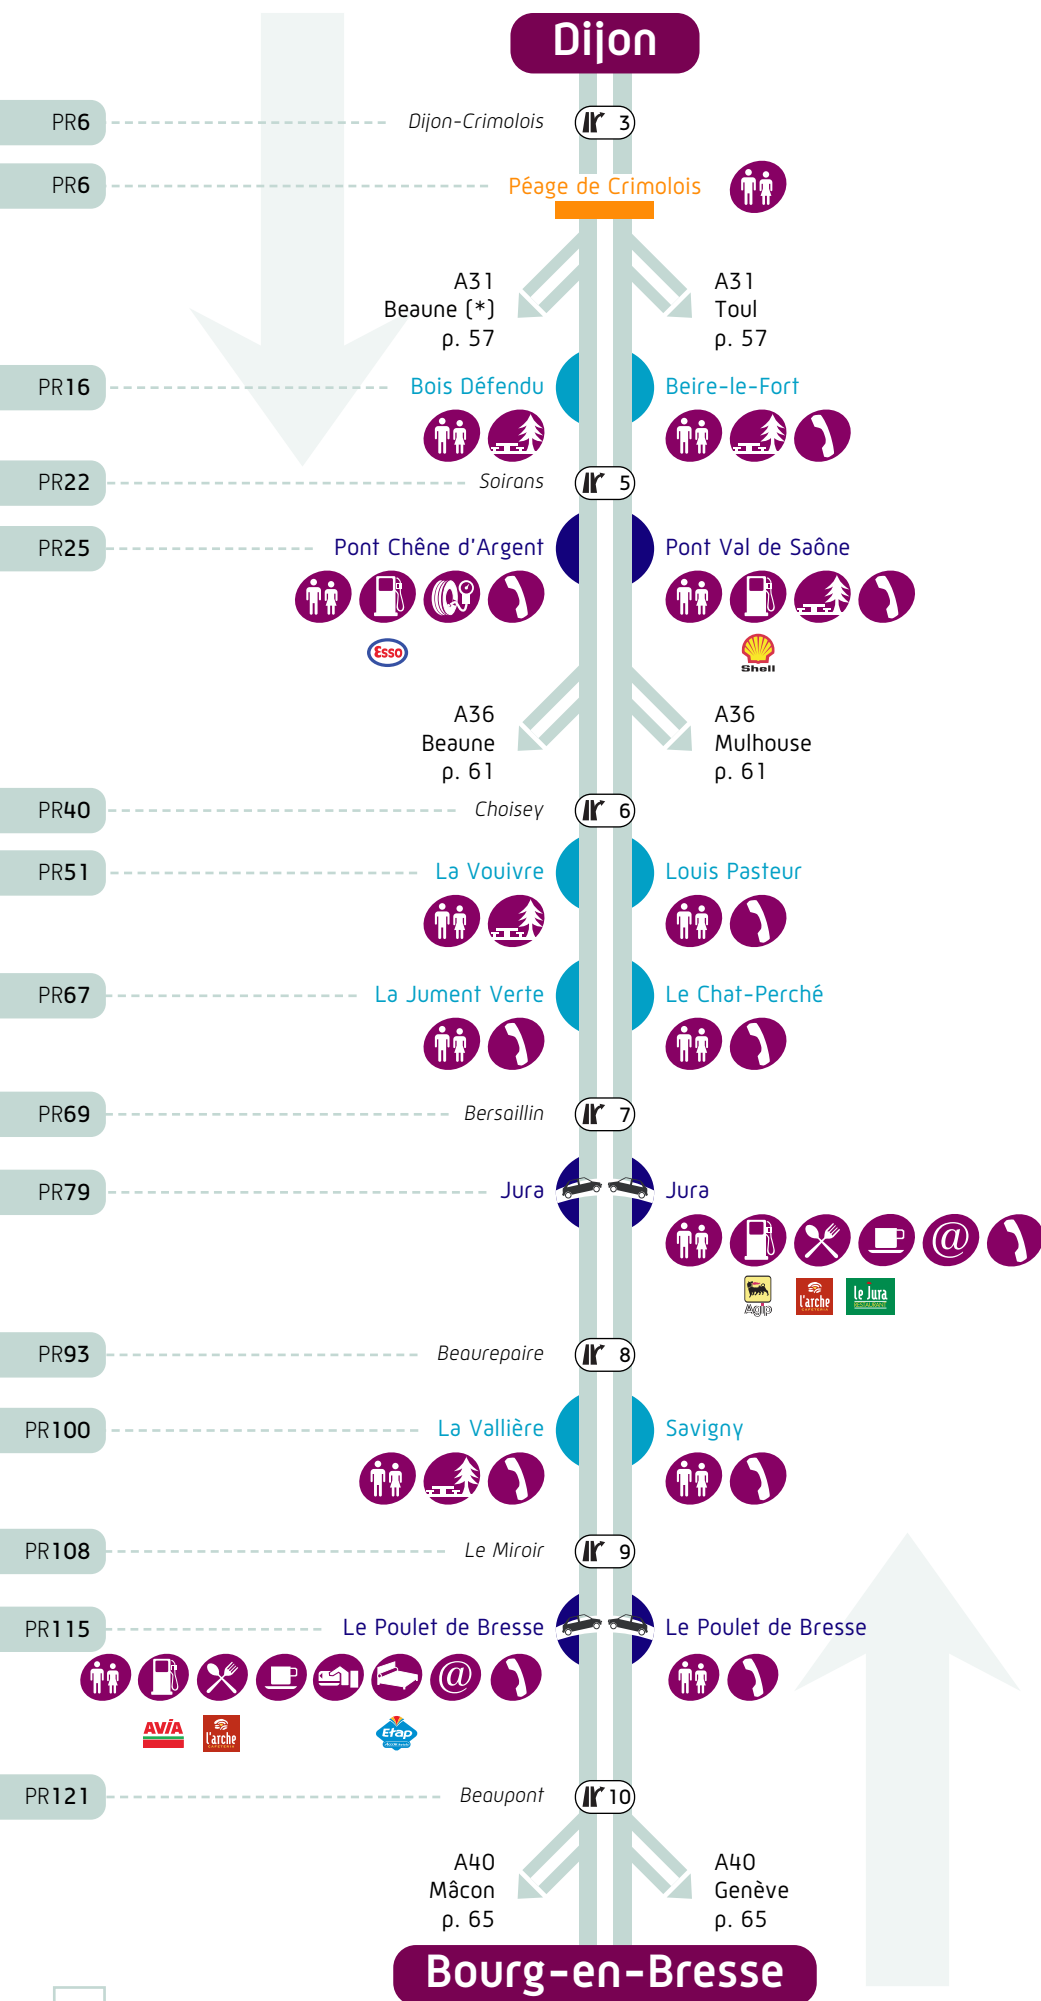 Dijon
PR6 Dijon-Crimolois 3
PR6 Péage de Crimolois
A31
Beaune (*)
p. 57
A31
Toul
p. 57
PR16 Bois Défendu Beire-le-Fort
PR22 Soirans 5
PR25 Pont Chêne d'Argent Pont Val de Saône
Esso
Shell
A36
Beaune
p. 61
A36
Mulhouse
p. 61
PR40 Choisey 6
PR51 La Vouivre Louis Pasteur
PR67 La Jument Verte Le Chat-Perché
PR69 Bersaillin 7
PR79 Jura Jura
@
Agip
l'arche
CAFETERIA
le Jura
RESTAURANT
PR93 Beaurepaire 8
PR100 La Vallière Savigny
PR108 Le Miroir 9
PR115 Le Poulet de Bresse Le Poulet de Bresse
@
AVIA
l'arche
CAFETERIA
Etap
PR121 Beaupont 10
A40
Mâcon
p. 65
A40
Genève
p. 65
Bourg-en-Bresse